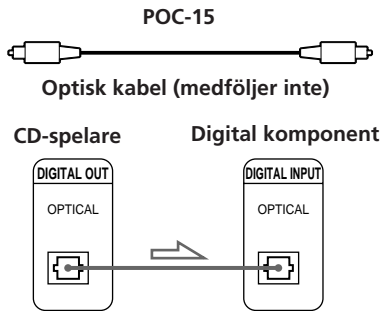 POC-15
Optisk kabel (medföljer inte)
CD-spelare
Digital komponent
DIGITAL OUT
DIGITAL INPUT
OPTICAL
OPTICAL